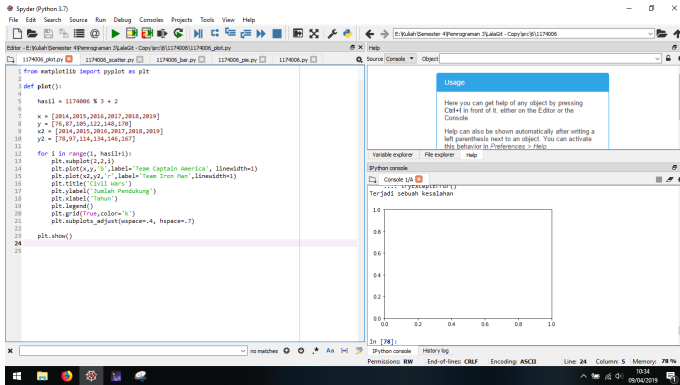 Spyder (Python 3.7)
File Edit Search Source Run Debug Consoles Projects Tools View Help
E:\Kuliah\Semester 4\Pemrograman 3\LalaGit - Copy\src\6\1174006
Editor - E:\Kuliah\Semester 4\Pemrograman 3\LalaGit - Copy\src\6\1174006\1174006_plot.py
1174006_plot.py 1174006_scatter.py 1174006_bar.py 1174006_pie.py 1174006.py
1 from matplotlib import pyplot as plt
2
3 def plot():
4
5 hasil = 1174006 % 3 + 2
6
7 x = [2014,2015,2016,2017,2018,2019]
8 y = [76,87,105,122,148,170]
9 x2 = [2014,2015,2016,2017,2018,2019]
10 y2 = [78,97,114,134,146,167]
11
12 for i in range(1, hasil+1):
13 plt.subplot(2,2,i)
14 plt.plot(x,y,'b',label='Team Captain America', linewidth=1)
15 plt.plot(x2,y2,'r',label='Team Iron Man',linewidth=1)
16 plt.title('Civil Wars')
17 plt.ylabel('Jumlah Pendukung')
18 plt.xlabel('Tahun')
19 plt.legend()
20 plt.grid(True,color='k')
21 plt.subplots_adjust(wspace=.4, hspace=.7)
22
23 plt.show()
24
25
no matches
Aa
Help
Source Console Object
Usage
Here you can get help of any object by pressing
Ctrl+I in front of it, either on the Editor or the
Console.
Help can also be shown automatically after writing a
left parenthesis next to an object. You can activate
this behavior in Preferences > Help.
Variable explorer File explorer Help
IPython console
Console 1/A
...: tryExceptError()
Terjadi sebuah kesalahan
1.0
0.8
0.6
0.4
0.2
0.0
0.0 0.2 0.4 0.6 0.8 1.0
In [78]:
IPython console History log
Permissions: RW End-of-lines: CRLF Encoding: ASCII Line: 24 Column: 5 Memory: 78 %
10:34
09/04/2019